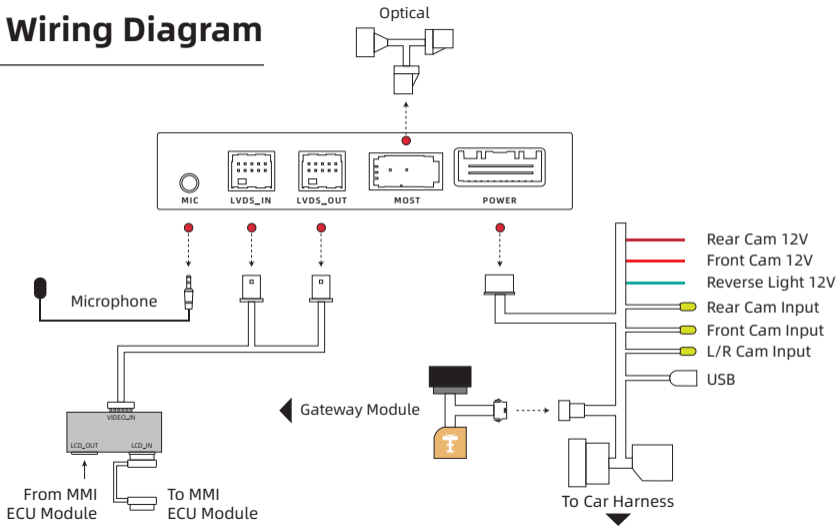 Wiring Diagram
Optical
MIC
LVDS_IN
LVDS_OUT
MOST
POWER
Microphone
Rear Cam 12V
Front Cam 12V
Reverse Light 12V
Rear Cam Input
Front Cam Input
L/R Cam Input
USB
Gateway Module
VIDEO_IN
LCD_OUT
LCD_IN
From MMI
ECU Module
To MMI
ECU Module
To Car Harness